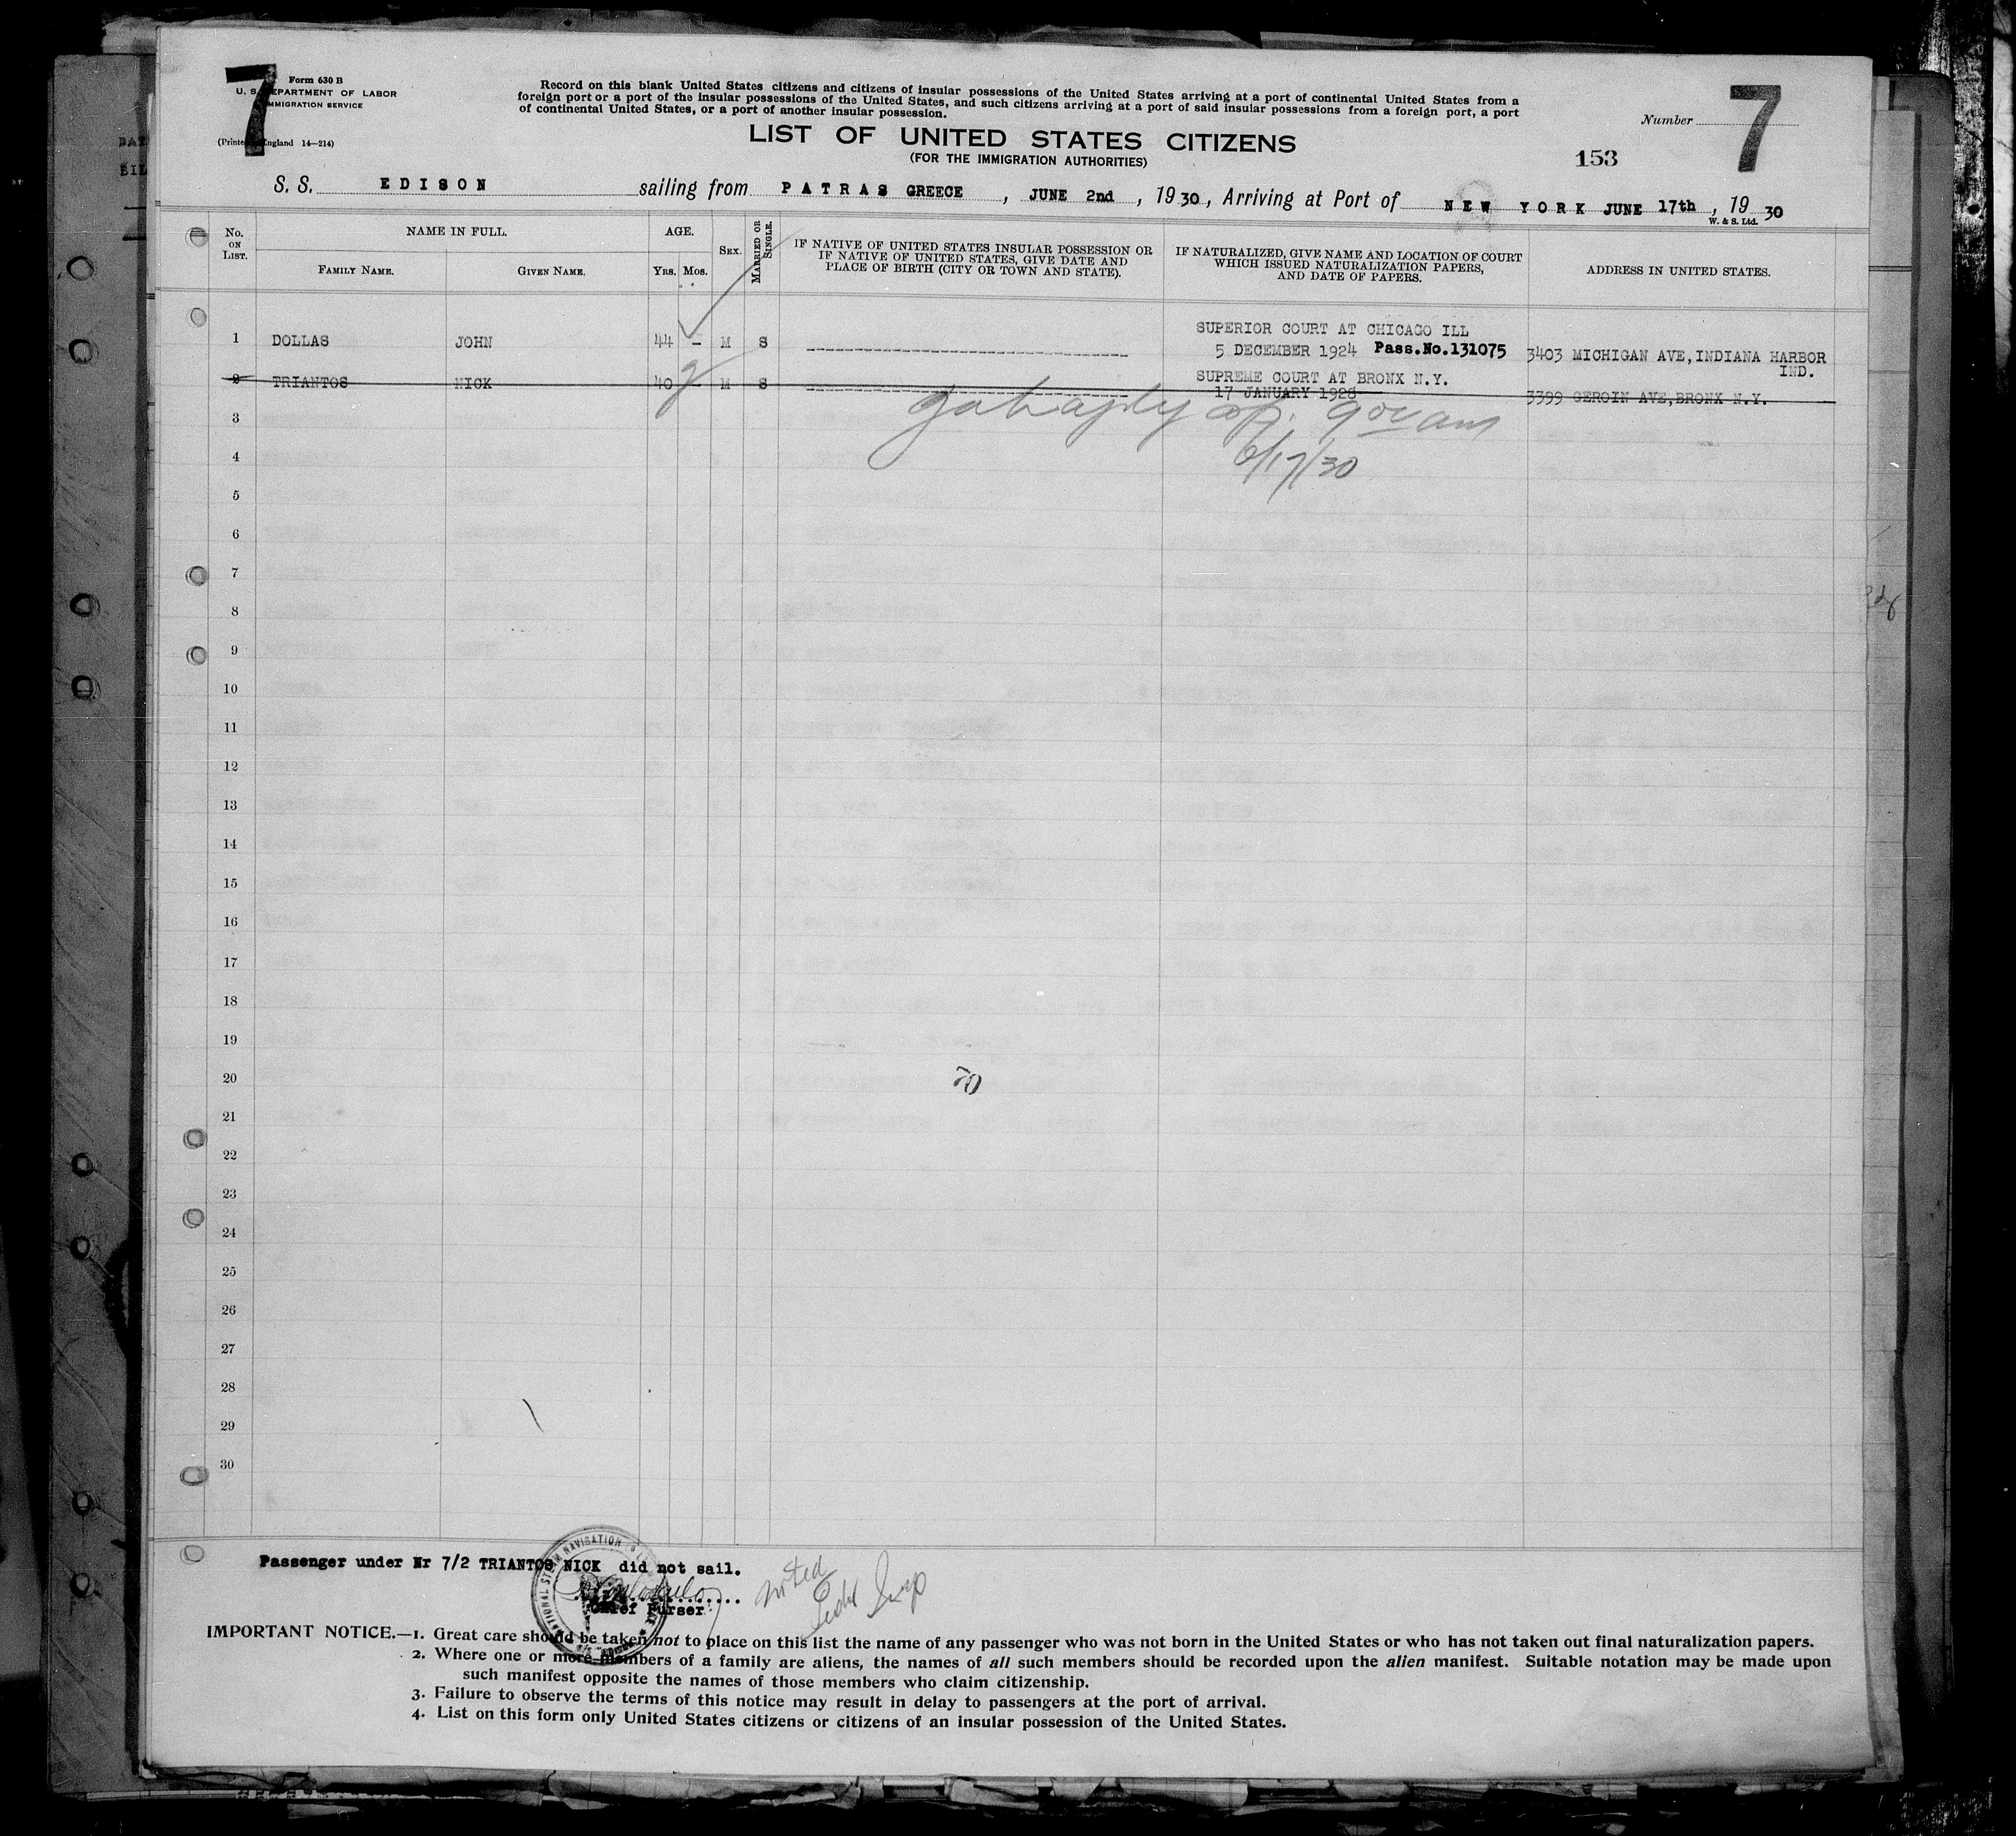 7
Form 630 B
U. S. DEPARTMENT OF LABOR
IMMIGRATION SERVICE
(Printed in England 14—214)
Record on this blank United States citizens and citizens of insular possessions of the United States arriving at a port of continental United States from a
foreign port or a port of the insular possessions of the United States, and such citizens arriving at a port of said insular possessions from a foreign port, a port
of continental United States, or a port of another insular possession.
LIST OF UNITED STATES CITIZENS
(FOR THE IMMIGRATION AUTHORITIES)
Number
7
153
S. S. EDISON sailing from PATRAS GREECE, JUNE 2nd, 1930, Arriving at Port of NEW YORK JUNE 17th, 1930
W. & S. Ltd.
No. ON LIST.
NAME IN FULL.
FAMILY NAME. GIVEN NAME.
AGE.
YRS. MOS.
SEX.
MARRIED OR SINGLE.
IF NATIVE OF UNITED STATES INSULAR POSSESSION OR
IF NATIVE OF UNITED STATES, GIVE DATE AND
PLACE OF BIRTH (CITY OR TOWN AND STATE).
IF NATURALIZED, GIVE NAME AND LOCATION OF COURT
WHICH ISSUED NATURALIZATION PAPERS,
AND DATE OF PAPERS.
ADDRESS IN UNITED STATES.
1 DOLLAS JOHN 44 – M S
SUPERIOR COURT AT CHICAGO ILL
5 DECEMBER 1924 Pass.No.131075
3403 MICHIGAN AVE,INDIANA HARBOR
IND.
2 TRIANTOS NICK 40 – M S
SUPREME COURT AT BRONX N.Y.
17 JANUARY 1928
3399 GEROIN AVE,BRONX N.Y.
6/17/30
3
4
5
6
7
8
9
10
11
12
13
14
15
16
17
18
19
20
70
21
22
23
24
25
26
27
28
29
30
Passenger under Nr 7/2 TRIANTOS NICK did not sail.
Chief Purser
NATIONAL STEAM NAVIGATION
noted
Insp
IMPORTANT NOTICE.—1. Great care should be taken not to place on this list the name of any passenger who was not born in the United States or who has not taken out final naturalization papers.
2. Where one or more members of a family are aliens, the names of all such members should be recorded upon the alien manifest. Suitable notation may be made upon
such manifest opposite the names of those members who claim citizenship.
3. Failure to observe the terms of this notice may result in delay to passengers at the port of arrival.
4. List on this form only United States citizens or citizens of an insular possession of the United States.